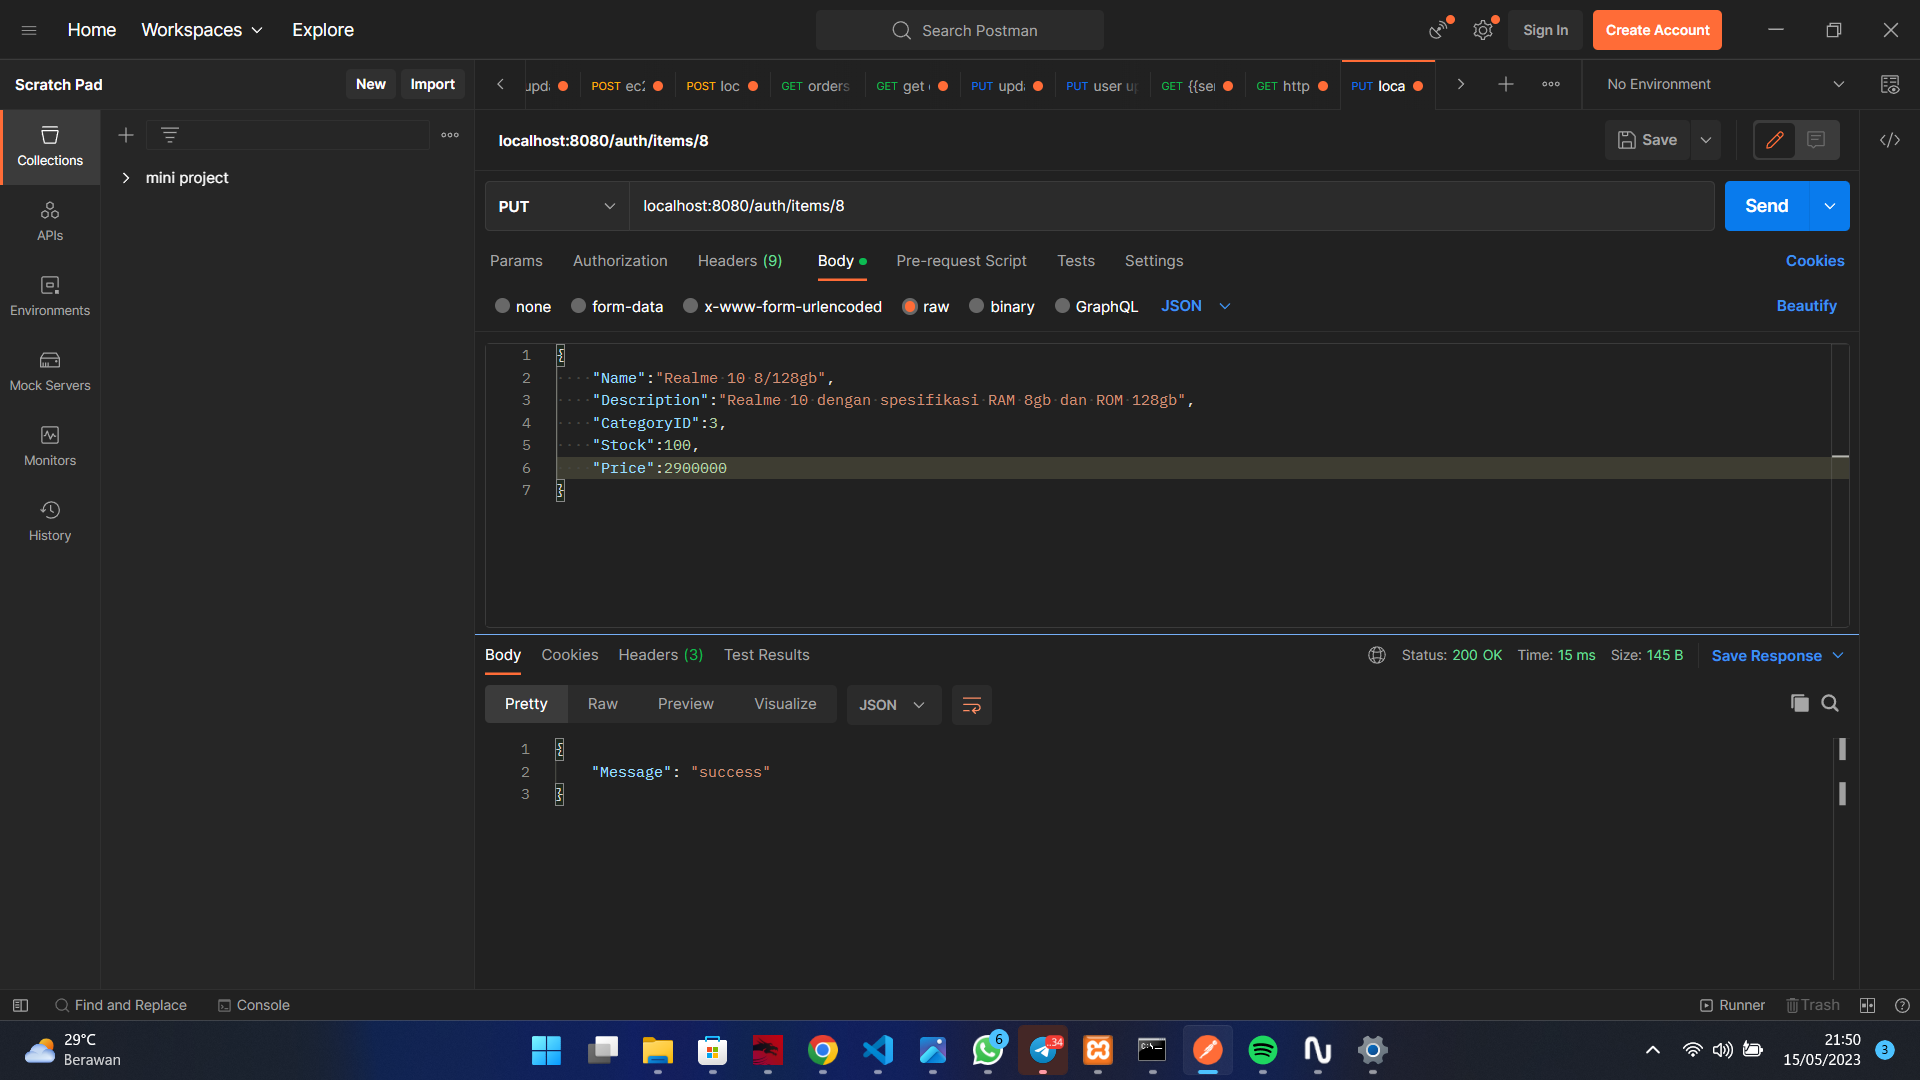 Home
Workspaces
Explore
Search Postman
Sign In
Create Account
Scratch Pad
New
Import
POST
POST loc
GET orders
GET get
PUT
PUT user
GET
GET http
PUT loca
No Environment
Collections
APIs
Environments
Mock Servers
Monitors
History
mini project
localhost:8080/auth/items/8
Save
PUT
localhost:8080/auth/items/8
Send
Params
Authorization
Headers (9)
Body
Pre-request Script
Tests
Settings
Cookies
none
form-data
x-www-form-urlencoded
raw
binary
GraphQL
JSON
Beautify
1 {
2 "Name":"Realme 10 8/128gb",
3 "Description":"Realme 10 dengan spesifikasi RAM 8gb dan ROM 128gb",
4 "CategoryID":3,
5 "Stock":100,
6 "Price":2900000
7 }
Body
Cookies
Headers (3)
Test Results
Status: 200 OK
Time: 15 ms
Size: 145 B
Save Response
Pretty
Raw
Preview
Visualize
JSON
1 {
2 "Message": "success"
3 }
Find and Replace
Console
Runner
Trash
29°C
Berawan
6
34
21:50
15/05/2023
3